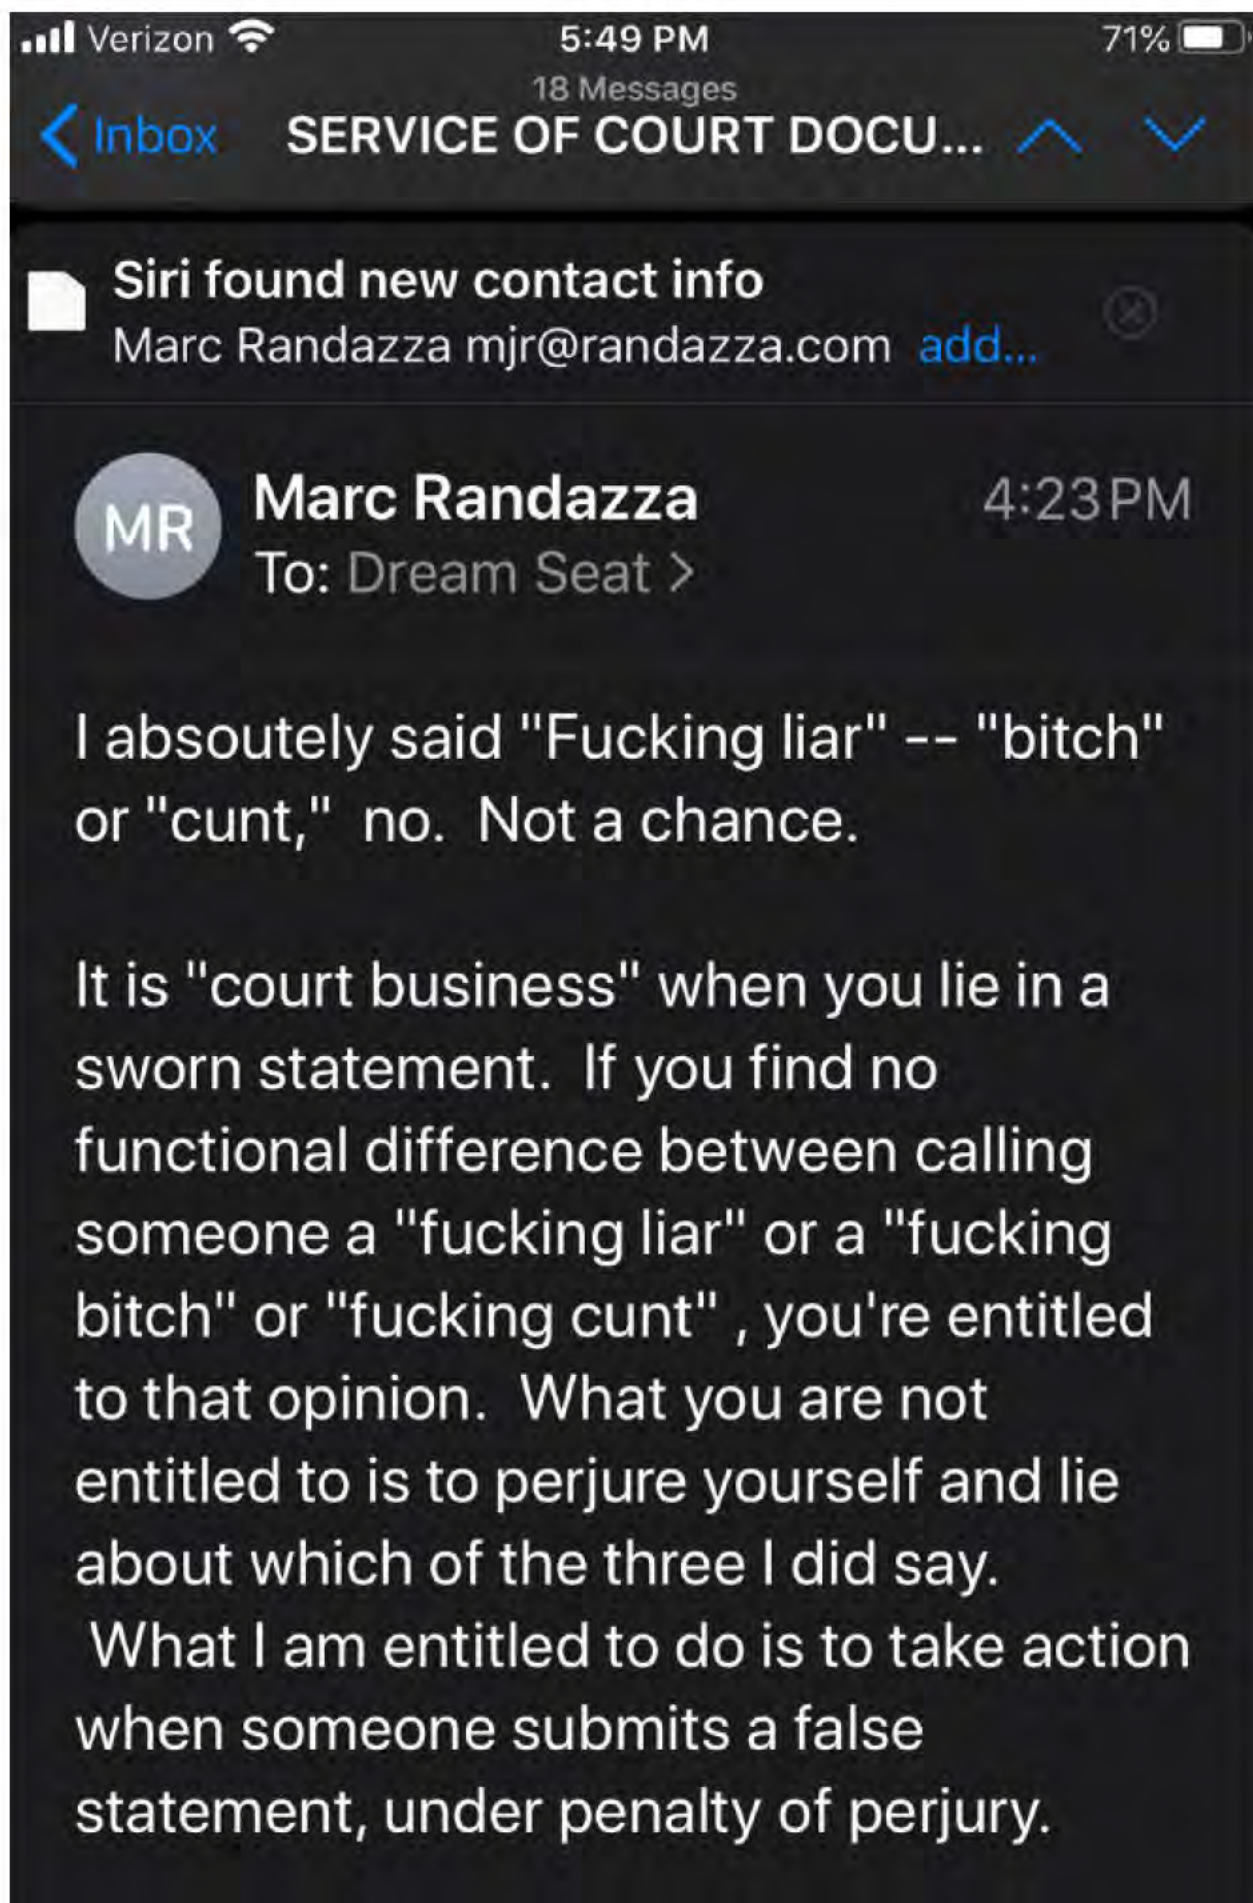 Verizon
5:49 PM
71%
18 Messages
Inbox
SERVICE OF COURT DOCU...
Siri found new contact info
Marc Randazza mjr@randazza.com add...
MR
Marc Randazza
4:23 PM
To: Dream Seat >
I absoutely said "Fucking liar" -- "bitch"
or "cunt," no. Not a chance.
It is "court business" when you lie in a
sworn statement. If you find no
functional difference between calling
someone a "fucking liar" or a "fucking
bitch" or "fucking cunt" , you're entitled
to that opinion. What you are not
entitled to is to perjure yourself and lie
about which of the three I did say.
What I am entitled to do is to take action
when someone submits a false
statement, under penalty of perjury.